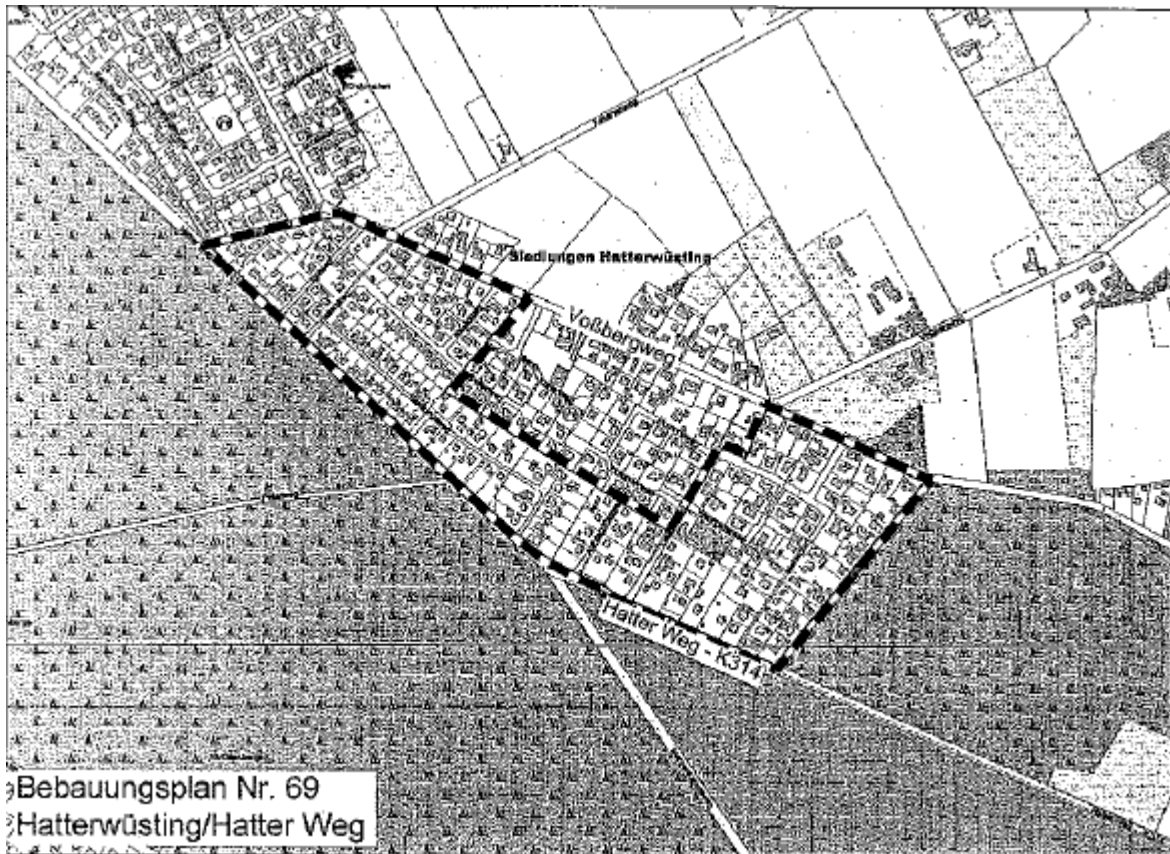 Siedlungen Hatterwüsting
Voßbergweg
Hatter Weg - K314
Bebauungsplan Nr. 69
Hatterwüsting/Hatter Weg